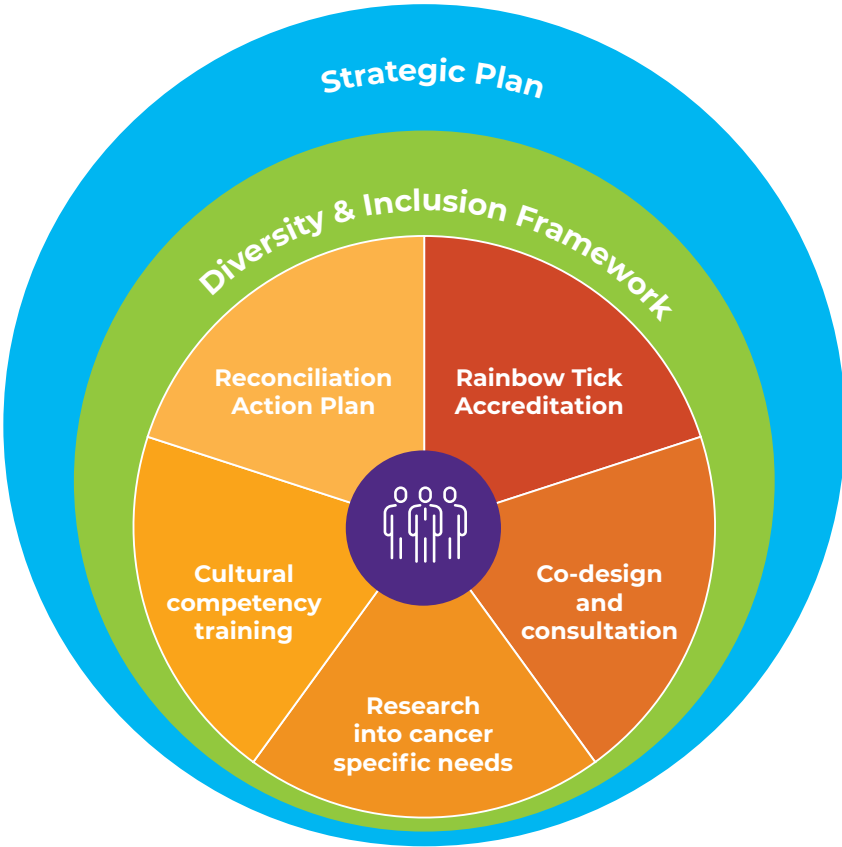 Strategic Plan
Diversity & Inclusion Framework
Reconciliation
Action Plan
Rainbow Tick
Accreditation
Cultural
competency
training
Co-design
and
consultation
Research
into cancer
specific needs